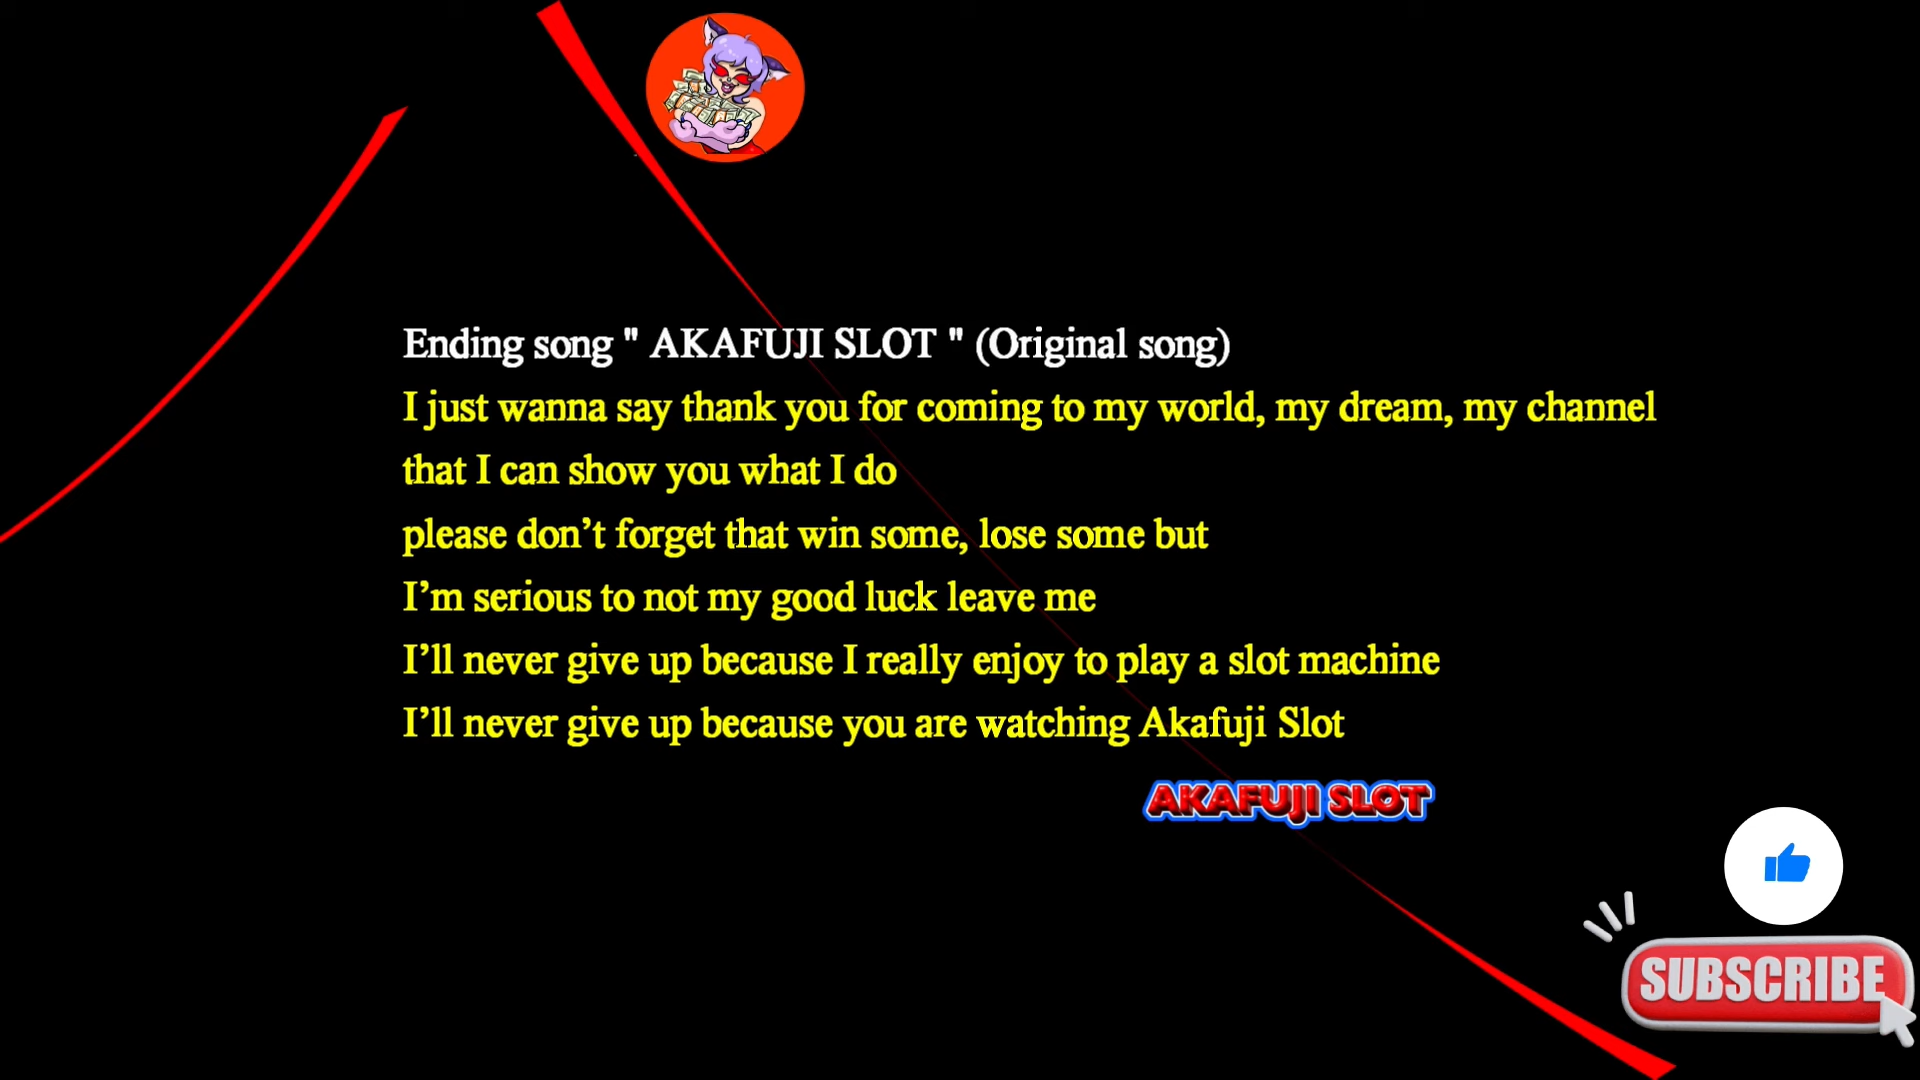 Ending song " AKAFUJI SLOT " (Original song)
I just wanna say thank you for coming to my world, my dream, my channel
that I can show you what I do
please don’t forget that win some, lose some but
I’m serious to not my good luck leave me
I’ll never give up because I really enjoy to play a slot machine
I’ll never give up because you are watching Akafuji Slot
AKAFUJI SLOT
SUBSCRIBE